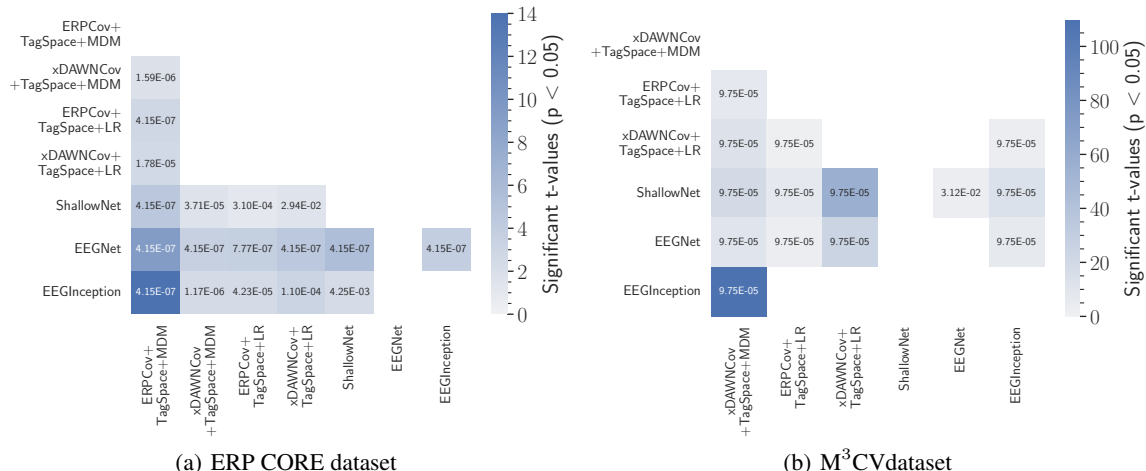 ERPCov+
TagSpace+MDM
xDAWNCov
+TagSpace+MDM
ERPCov+
TagSpace+LR
xDAWNCov+
TagSpace+LR
ShallowNet
EEGNet
EEGInception
1.59E-06
4.15E-07
1.78E-05
4.15E-07 3.71E-05 3.10E-04 2.94E-02
4.15E-07 4.15E-07 7.77E-07 4.15E-07 4.15E-07 4.15E-07
4.15E-07 1.17E-06 4.23E-05 1.10E-04 4.25E-03
ERPCov+
TagSpace+MDM
xDAWNCov
+TagSpace+MDM
ERPCov+
TagSpace+LR
xDAWNCov+
TagSpace+LR
ShallowNet
EEGNet
EEGInception
14
12
10
8
6
4
2
0
Significant t-values (p < 0.05)
(a) ERP CORE dataset
xDAWNCov
+TagSpace+MDM
ERPCov+
TagSpace+LR
xDAWNCov+
TagSpace+LR
ShallowNet
EEGNet
EEGInception
9.75E-05
9.75E-05 9.75E-05 9.75E-05
9.75E-05 9.75E-05 9.75E-05 3.12E-02 9.75E-05
9.75E-05 9.75E-05 9.75E-05 9.75E-05
9.75E-05
xDAWNCov
+TagSpace+MDM
ERPCov+
TagSpace+LR
xDAWNCov+
TagSpace+LR
ShallowNet
EEGNet
EEGInception
100
80
60
40
20
0
Significant t-values (p < 0.05)
(b) M³CVdataset